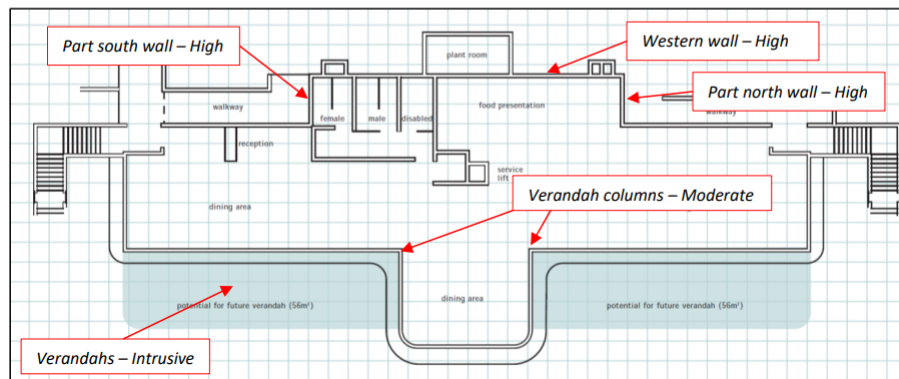 Part south wall – High
plant room
Western wall – High
Part north wall – High
walkway
food presentation
walkway
female
male
disabled
reception
service
lift
Verandah columns – Moderate
dining area
dining area
potential for future verandah (56m²)
potential for future verandah (56m²)
Verandahs – Intrusive